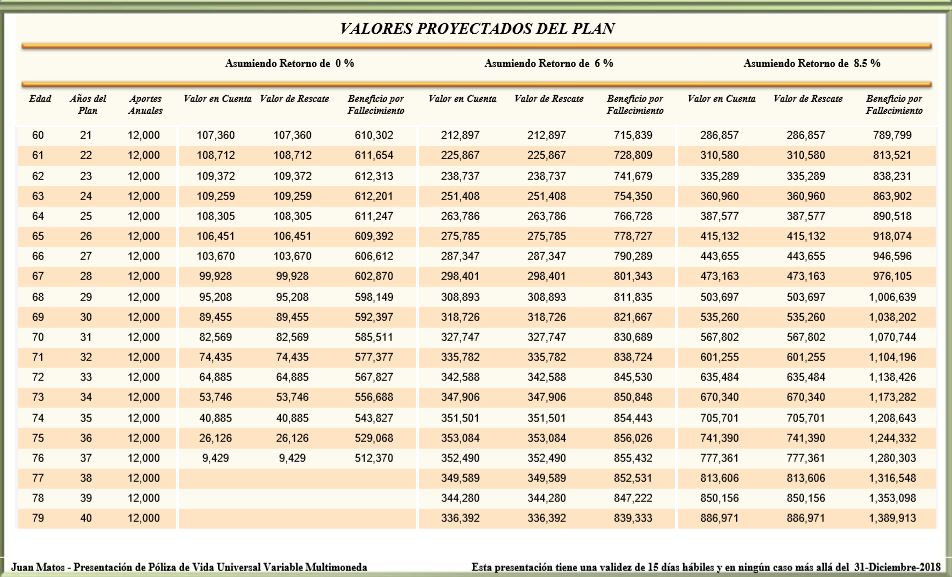 VALORES PROYECTADOS DEL PLAN
Asumiendo Retorno de 0 % Asumiendo Retorno de 6 % Asumiendo Retorno de 8.5 %
Edad Años del Plan Aportes Anuales Valor en Cuenta Valor de Rescate Beneficio por Fallecimiento Valor en Cuenta Valor de Rescate Beneficio por Fallecimiento Valor en Cuenta Valor de Rescate Beneficio por Fallecimiento
60 21 12,000 107,360 107,360 610,302 212,897 212,897 715,839 286,857 286,857 789,799
61 22 12,000 108,712 108,712 611,654 225,867 225,867 728,809 310,580 310,580 813,521
62 23 12,000 109,372 109,372 612,313 238,737 238,737 741,679 335,289 335,289 838,231
63 24 12,000 109,259 109,259 612,201 251,408 251,408 754,350 360,960 360,960 863,902
64 25 12,000 108,305 108,305 611,247 263,786 263,786 766,728 387,577 387,577 890,518
65 26 12,000 106,451 106,451 609,392 275,785 275,785 778,727 415,132 415,132 918,074
66 27 12,000 103,670 103,670 606,612 287,347 287,347 790,289 443,655 443,655 946,596
67 28 12,000 99,928 99,928 602,870 298,401 298,401 801,343 473,163 473,163 976,105
68 29 12,000 95,208 95,208 598,149 308,893 308,893 811,835 503,697 503,697 1,006,639
69 30 12,000 89,455 89,455 592,397 318,726 318,726 821,667 535,260 535,260 1,038,202
70 31 12,000 82,569 82,569 585,511 327,747 327,747 830,689 567,802 567,802 1,070,744
71 32 12,000 74,435 74,435 577,377 335,782 335,782 838,724 601,255 601,255 1,104,196
72 33 12,000 64,885 64,885 567,827 342,588 342,588 845,530 635,484 635,484 1,138,426
73 34 12,000 53,746 53,746 556,688 347,906 347,906 850,848 670,340 670,340 1,173,282
74 35 12,000 40,885 40,885 543,827 351,501 351,501 854,443 705,701 705,701 1,208,643
75 36 12,000 26,126 26,126 529,068 353,084 353,084 856,026 741,390 741,390 1,244,332
76 37 12,000 9,429 9,429 512,370 352,490 352,490 855,432 777,361 777,361 1,280,303
77 38 12,000 349,589 349,589 852,531 813,606 813,606 1,316,548
78 39 12,000 344,280 344,280 847,222 850,156 850,156 1,353,098
79 40 12,000 336,392 336,392 839,333 886,971 886,971 1,389,913
Juan Matos - Presentación de Póliza de Vida Universal Variable Multimoneda Esta presentación tiene una validez de 15 días hábiles y en ningún caso más allá del 31-Diciembre-2018